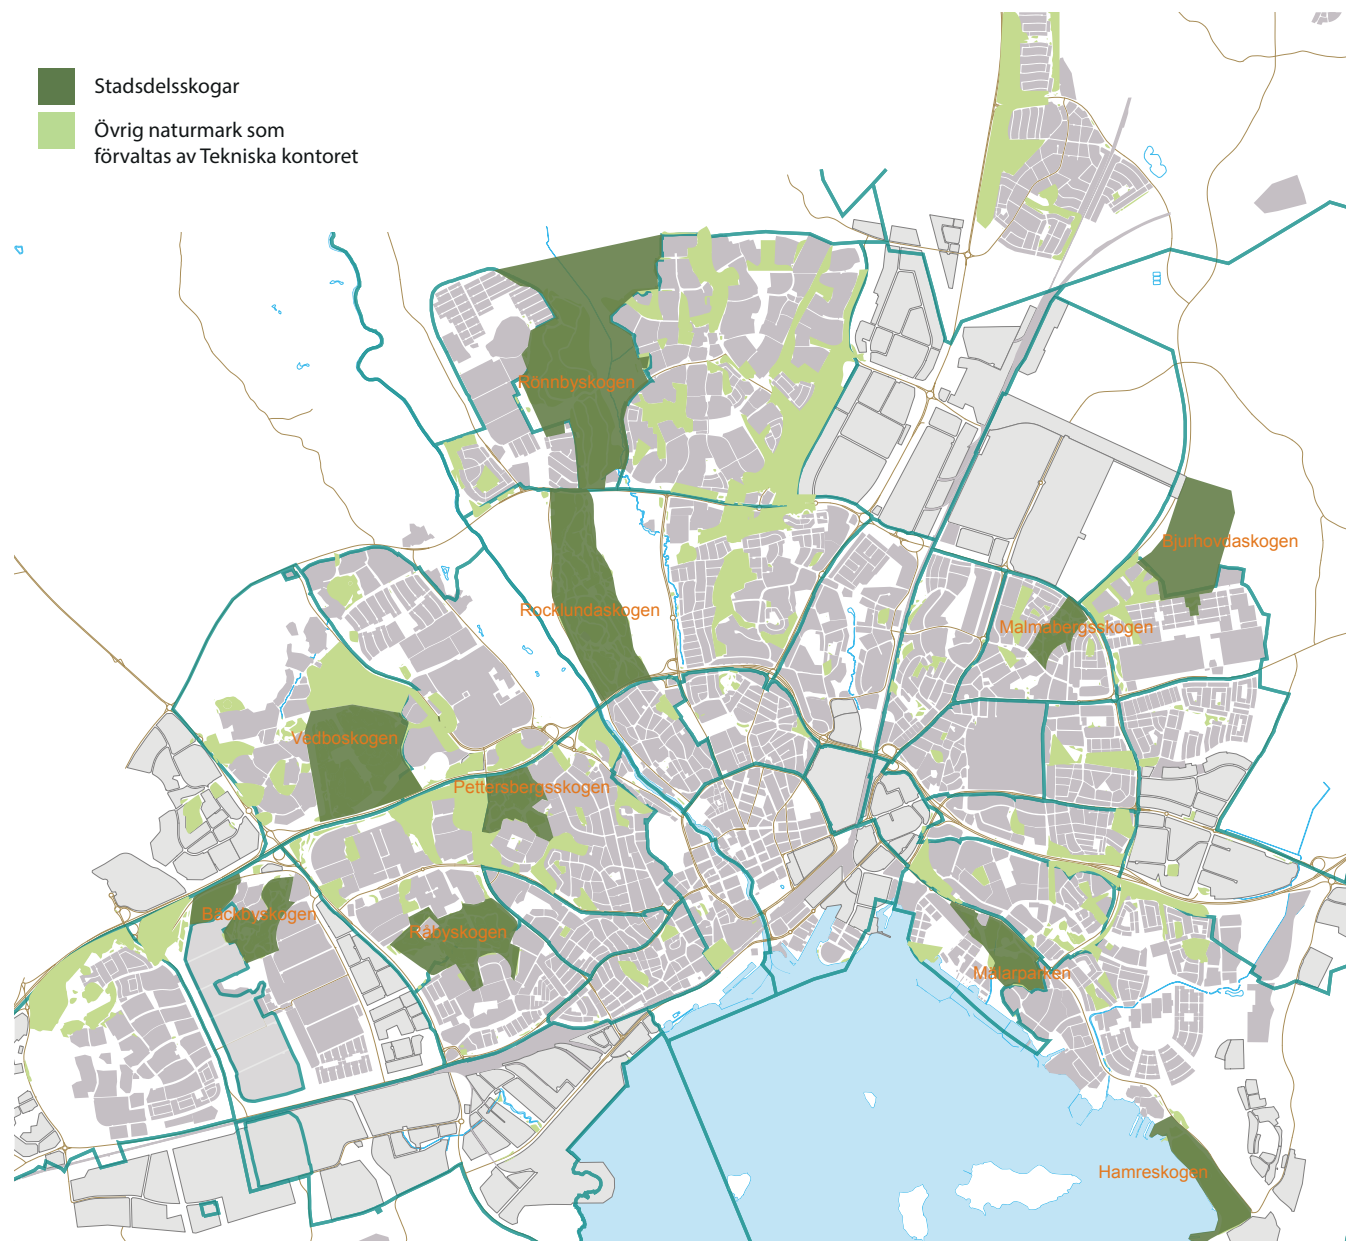 Stadsdelsskogar
Övrig naturmark som
förvaltas av Tekniska kontoret
Rönnbyskogen
Bjurhovdaskogen
Rocklundaskogen
Malmabergsskogen
Vedboskogen
Pettersbergsskogen
Bäckbyskogen
Råbyskogen
Mälarparken
Hamreskogen